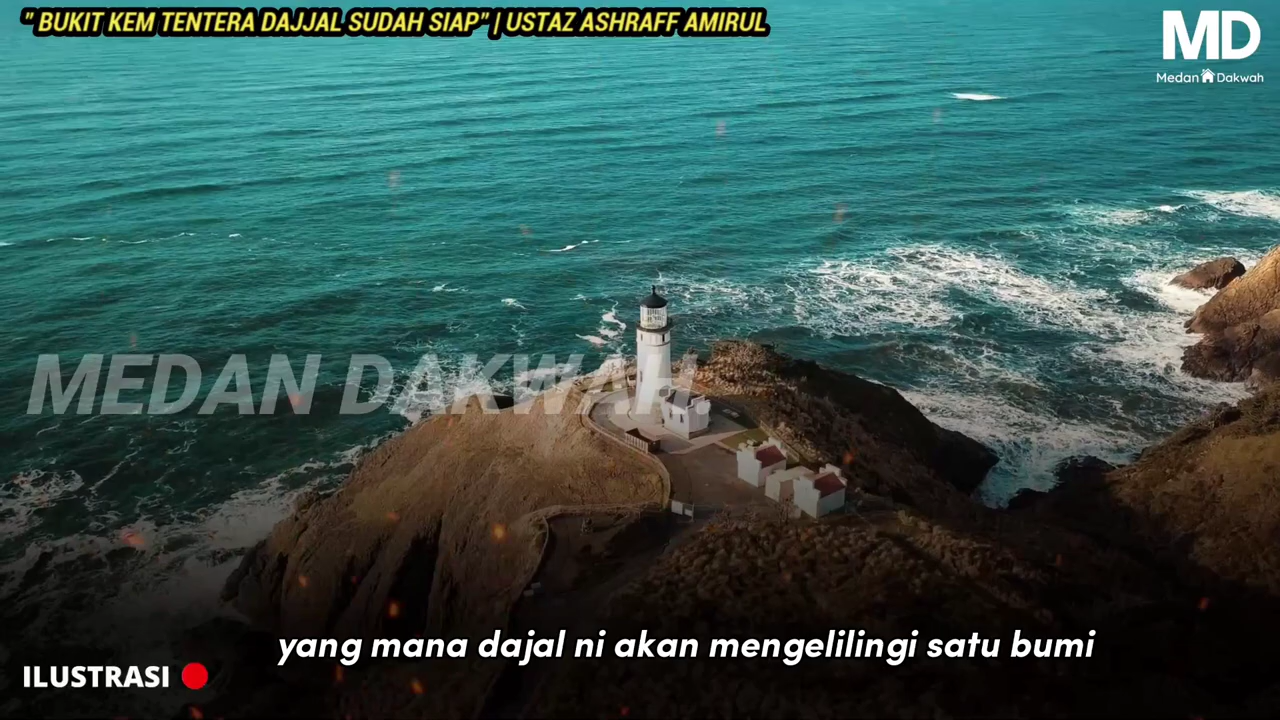 " BUKIT KEM TENTERA DAJJAL SUDAH SIAP" | USTAZ ASHRAFF AMIRUL
MD
Medan Dakwah
MEDAN DAKWAH
yang mana dajal ni akan mengelilingi satu bumi
ILUSTRASI